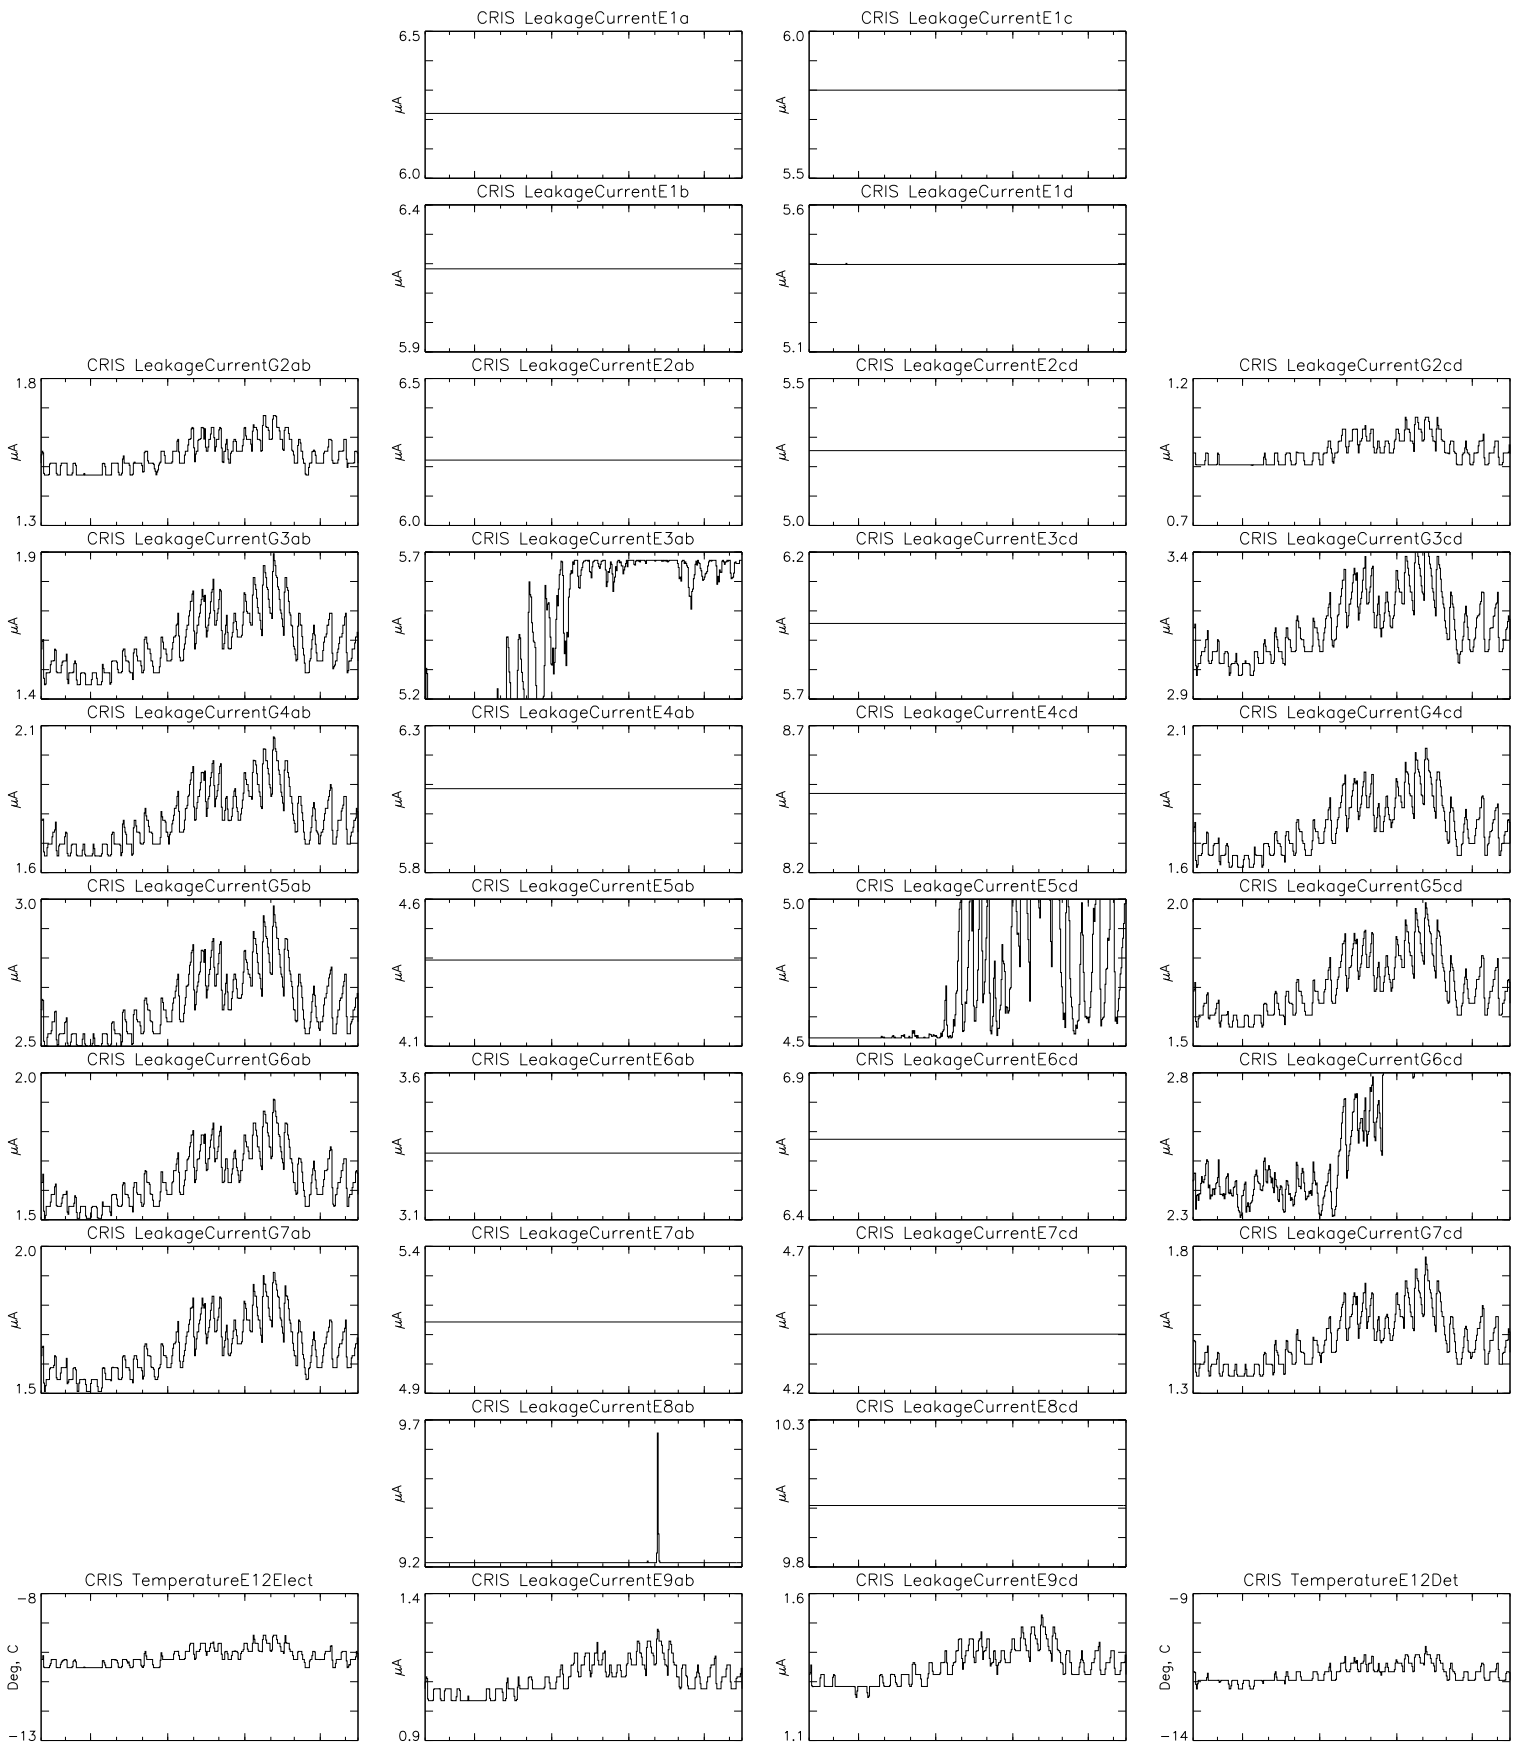 CRIS LeakageCurrentE1a
6.5
μA
6.0
CRIS LeakageCurrentE1c
6.0
μA
5.5
CRIS LeakageCurrentE1b
6.4
μA
5.9
CRIS LeakageCurrentE1d
5.6
μA
5.1
CRIS LeakageCurrentG2ab
1.8
μA
1.3
CRIS LeakageCurrentE2ab
6.5
μA
6.0
CRIS LeakageCurrentE2cd
5.5
μA
5.0
CRIS LeakageCurrentG2cd
1.2
μA
0.7
CRIS LeakageCurrentG3ab
1.9
μA
1.4
CRIS LeakageCurrentE3ab
5.7
μA
5.2
CRIS LeakageCurrentE3cd
6.2
μA
5.7
CRIS LeakageCurrentG3cd
3.4
μA
2.9
CRIS LeakageCurrentG4ab
2.1
μA
1.6
CRIS LeakageCurrentE4ab
6.3
μA
5.8
CRIS LeakageCurrentE4cd
8.7
μA
8.2
CRIS LeakageCurrentG4cd
2.1
μA
1.6
CRIS LeakageCurrentG5ab
3.0
μA
2.5
CRIS LeakageCurrentE5ab
4.6
μA
4.1
CRIS LeakageCurrentE5cd
5.0
μA
4.5
CRIS LeakageCurrentG5cd
2.0
μA
1.5
CRIS LeakageCurrentG6ab
2.0
μA
1.5
CRIS LeakageCurrentE6ab
3.6
μA
3.1
CRIS LeakageCurrentE6cd
6.9
μA
6.4
CRIS LeakageCurrentG6cd
2.8
μA
2.3
CRIS LeakageCurrentG7ab
2.0
μA
1.5
CRIS LeakageCurrentE7ab
5.4
μA
4.9
CRIS LeakageCurrentE7cd
4.7
μA
4.2
CRIS LeakageCurrentG7cd
1.8
μA
1.3
CRIS LeakageCurrentE8ab
9.7
μA
9.2
CRIS LeakageCurrentE8cd
10.3
μA
9.8
CRIS TemperatureE12Elect
-8
Deg, C
-13
CRIS LeakageCurrentE9ab
1.4
μA
0.9
CRIS LeakageCurrentE9cd
1.6
μA
1.1
CRIS TemperatureE12Det
-9
Deg, C
-14